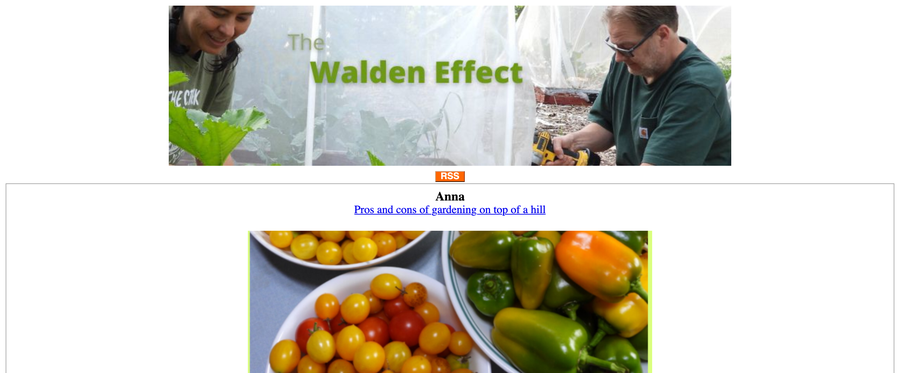 The
Walden Effect
RSS
Anna
Pros and cons of gardening on top of a hill